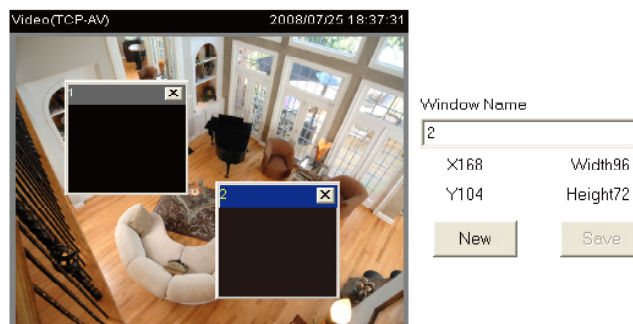 Video(TCP-AV) 2008/07/25 18:37:31
1
2
Window Name
2
X168 Width96
Y104 Height72
New Save